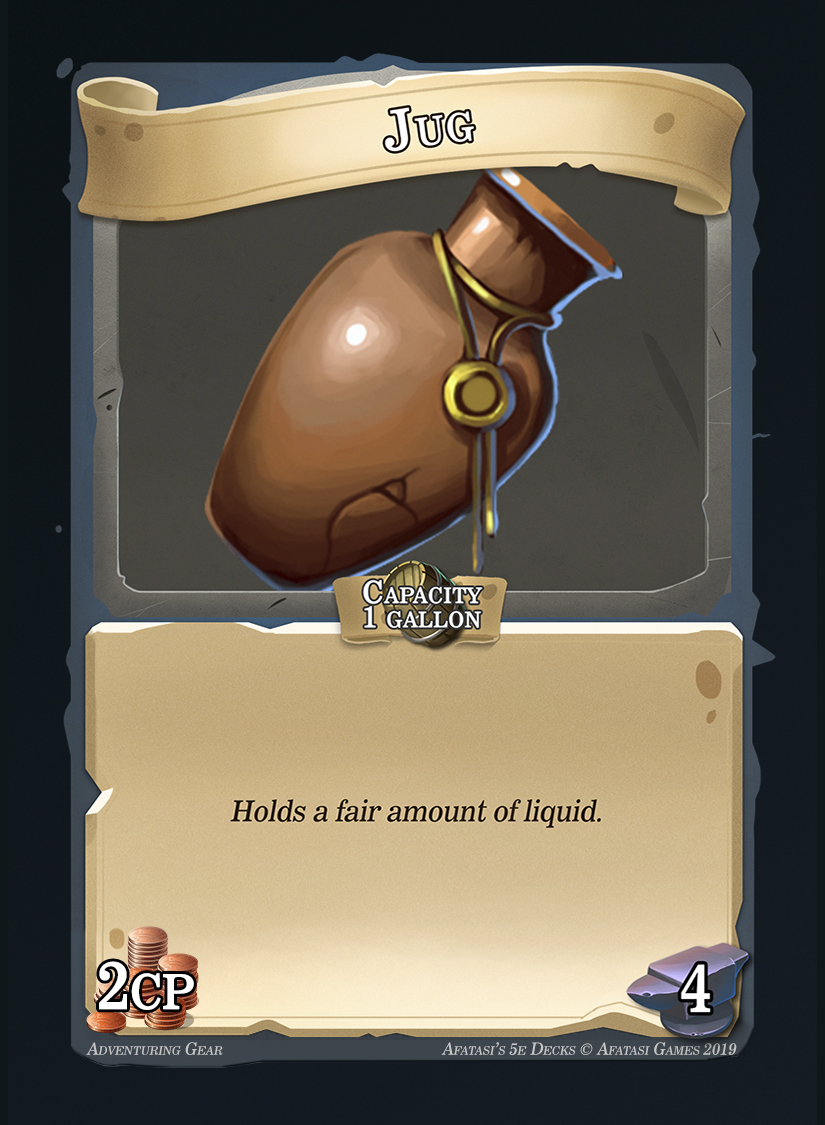 Jug
Capacity
1 gallon
Holds a fair amount of liquid.
2cp
4
Adventuring Gear
Afatasi's 5e Decks © Afatasi Games 2019